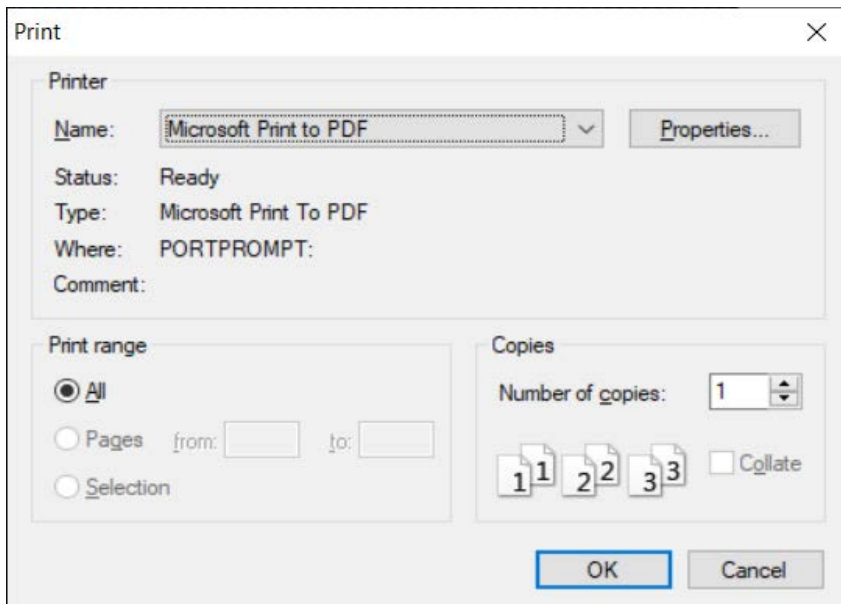 Print
Printer
Name: Microsoft Print to PDF Properties...
Status: Ready
Type: Microsoft Print To PDF
Where: PORTPROMPT:
Comment:
Print range
All
Pages from: to:
Selection
Copies
Number of copies: 1
1 1 2 2 3 3 Collate
OK Cancel